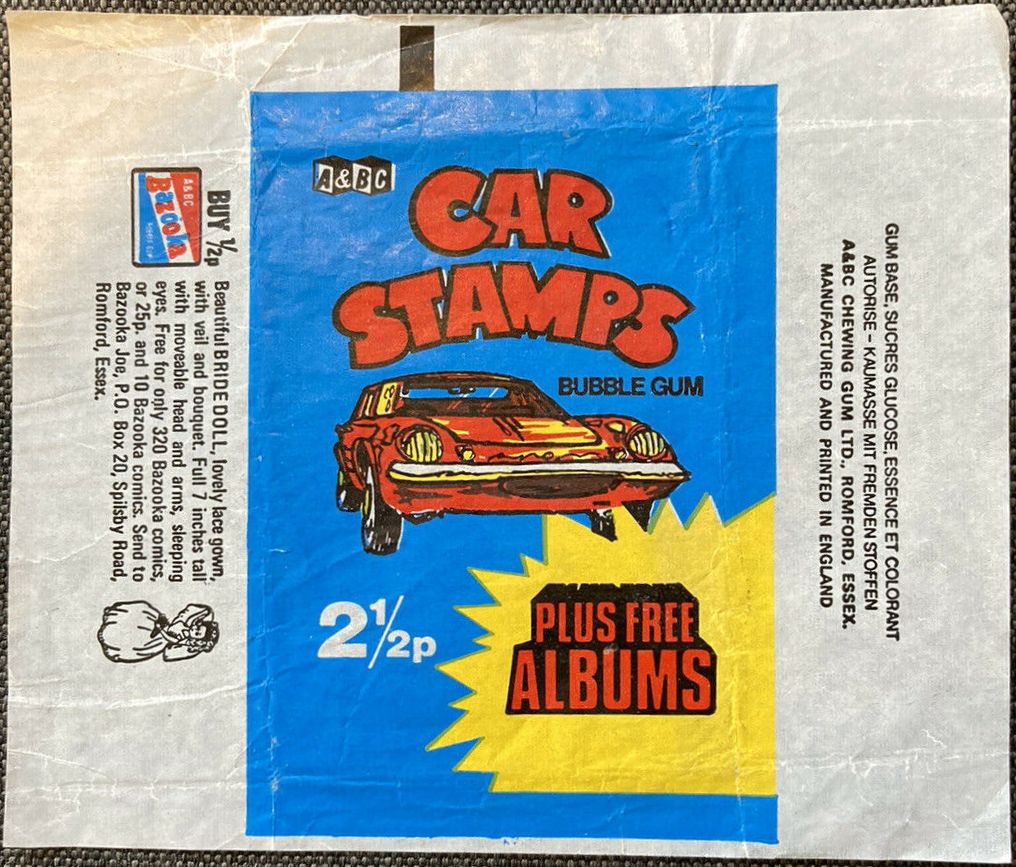 A&BC
CAR
STAMPS
BUBBLE GUM
2½p
PLUS FREE
ALBUMS
BUY ½p
A&BC
Bazooka
Beautiful BRIDE DOLL, lovely lace gown,
with veil and bouquet. Full 7 inches tall
with moveable head and arms, sleeping
eyes. Free for only 320 Bazooka comics,
or 25p. and 10 Bazooka comics. Send to
Bazooka Joe, P.O. Box 20, Spilsby Road,
Romford, Essex.
GUM BASE, SUCRES GLUCOSE, ESSENCE ET COLORANT
AUTORISE - KAUMASSE MIT FREMDEN STOFFEN
A&BC CHEWING GUM LTD., ROMFORD, ESSEX.
MANUFACTURED AND PRINTED IN ENGLAND